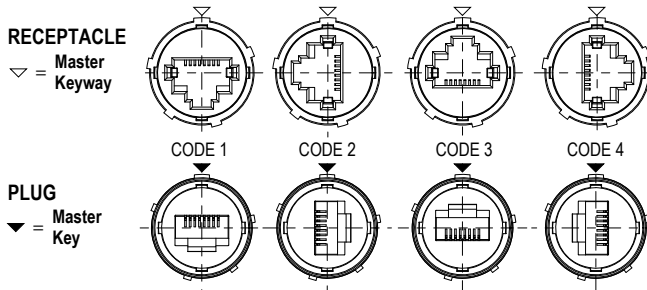 RECEPTACLE
▽ = Master
Keyway
CODE 1 CODE 2 CODE 3 CODE 4
PLUG
▼ = Master
Key